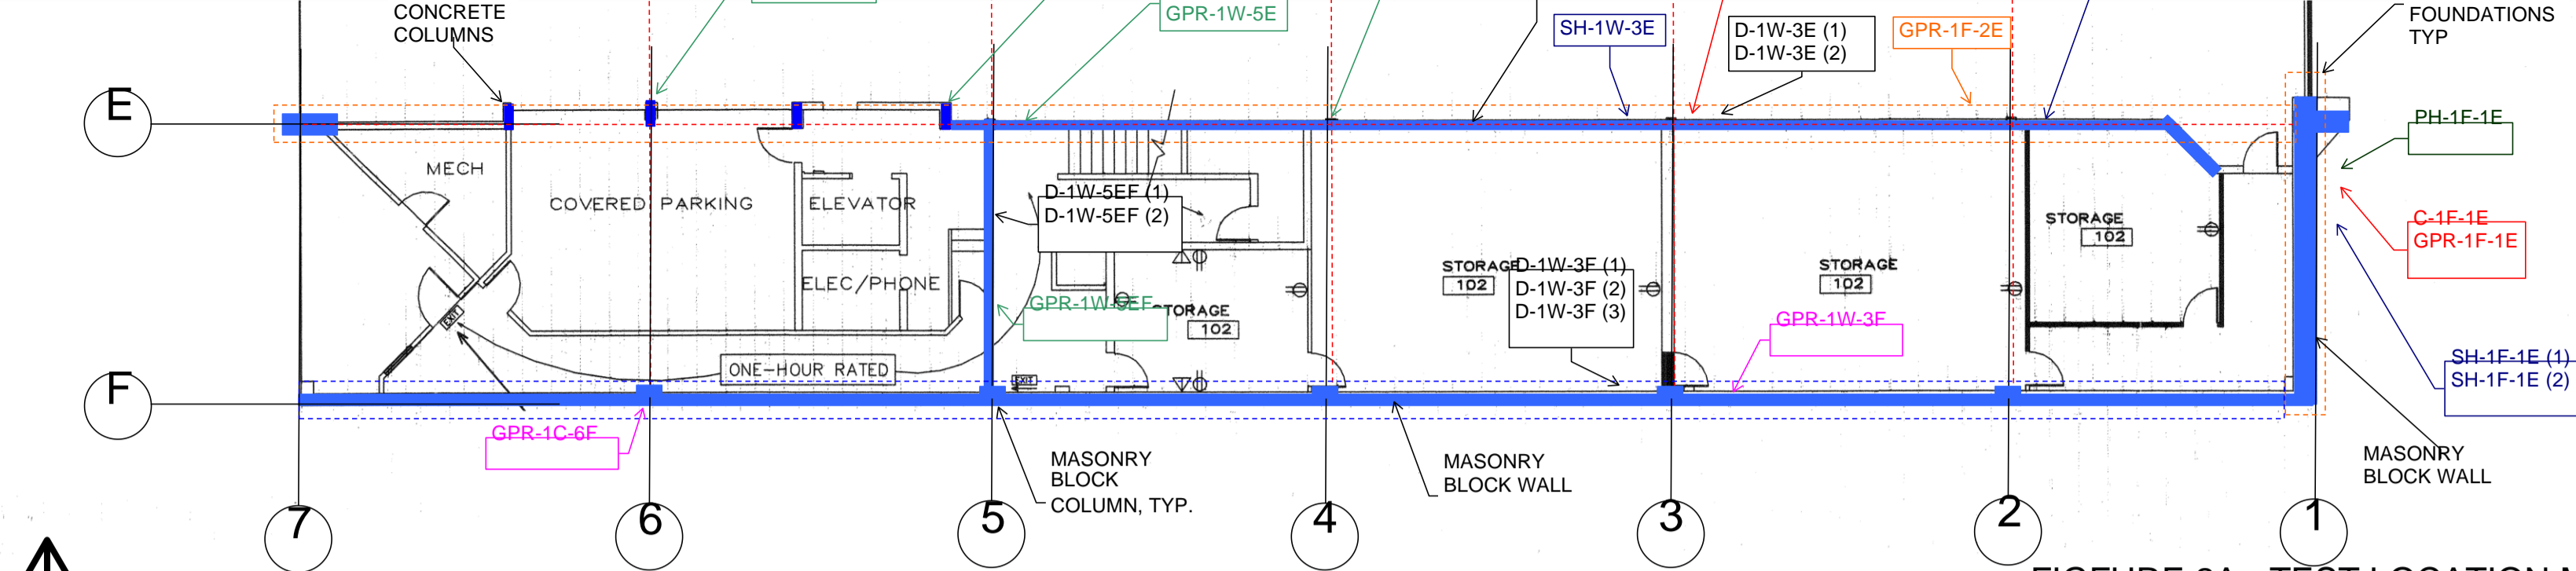 CONCRETE
COLUMNS
GPR-1W-5E
SH-1W-3E
D-1W-3E (1)
D-1W-3E (2)
GPR-1F-2E
FOUNDATIONS
TYP
E
PH-1F-1E
MECH
COVERED PARKING
ELEVATOR
D-1W-5EF (1)
D-1W-5EF (2)
STORAGE
102
C-1F-1E
GPR-1F-1E
ELEC/PHONE
STORAGE
102
D-1W-3F (1)
D-1W-3F (2)
D-1W-3F (3)
STORAGE
102
GPR-1W-5EF
STORAGE
102
GPR-1W-3F
EXIT
ONE-HOUR RATED
EXIT
SH-1F-1E (1)
SH-1F-1E (2)
F
GPR-1C-6F
MASONRY
BLOCK
COLUMN, TYP.
MASONRY
BLOCK WALL
MASONRY
BLOCK WALL
7
6
5
4
3
2
1